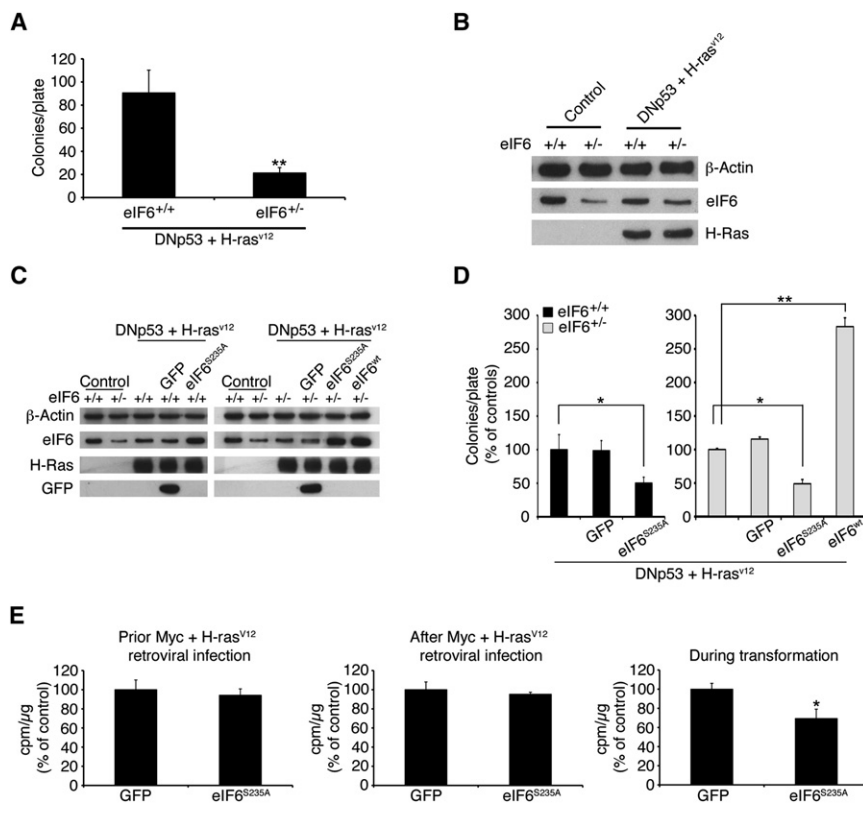 A
Colonies/plate
120
100
80
60
40
20
0
**
eIF6+/+
eIF6+/-
DNp53 + H-rasv12
B
Control
DNp53 + H-rasv12
eIF6 +/+ +/- +/+ +/-
β-Actin
eIF6
H-Ras
C
DNp53 + H-rasv12
DNp53 + H-rasv12
Control
GFP
eIF6S235A
Control
GFP
eIF6S235A
eIF6wt
eIF6 +/+ +/- +/+ +/+ +/+ +/+ +/- +/- +/- +/- +/-
β-Actin
eIF6
H-Ras
GFP
D
eIF6+/+
eIF6+/-
Colonies/plate
(% of controls)
300
250
200
150
100
50
0
*
GFP
eIF6S235A
300
250
200
150
100
50
0
**
*
GFP
eIF6S235A
eIF6wt
DNp53 + H-rasv12
E
Prior Myc + H-rasV12
retroviral infection
cpm/µg
(% of control)
120
100
80
60
40
20
0
GFP
eIF6S235A
After Myc + H-rasV12
retroviral infection
cpm/µg
(% of control)
120
100
80
60
40
20
0
GFP
eIF6S235A
During transformation
cpm/µg
(% of control)
120
100
80
60
40
20
0
*
GFP
eIF6S235A